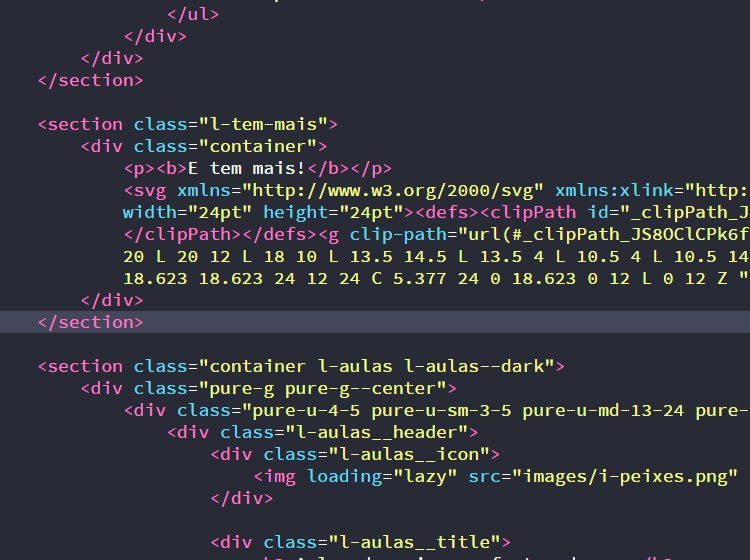 </ul>
</div>
</div>
</section>
<section class="l-tem-mais">
<div class="container">
<p><b>E tem mais!</b></p>
<svg xmlns="http://www.w3.org/2000/svg" xmlns:xlink="http:
width="24pt" height="24pt"><defs><clipPath id="_clipPath_J
</clipPath></defs><g clip-path="url(#_clipPath_JS8OClCPk6f
20 L 20 12 L 18 10 L 13.5 14.5 L 13.5 4 L 10.5 4 L 10.5 14
18.623 18.623 24 12 24 C 5.377 24 0 18.623 0 12 L 0 12 Z "
</div>
</section>
<section class="container l-aulas l-aulas--dark">
<div class="pure-g pure-g--center">
<div class="pure-u-4-5 pure-u-sm-3-5 pure-u-md-13-24 pure-
<div class="l-aulas__header">
<div class="l-aulas__icon">
<img loading="lazy" src="images/i-peixes.png"
</div>
<div class="l-aulas__title">